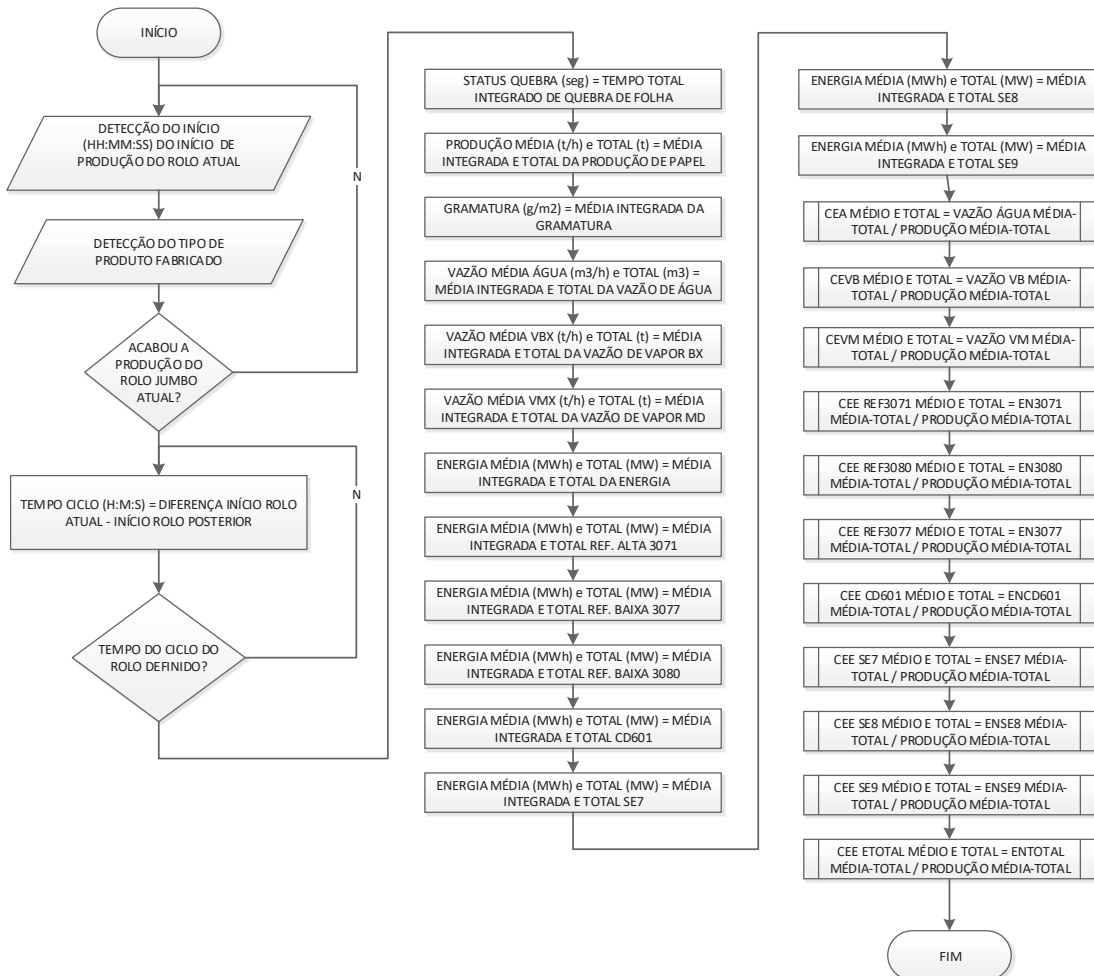 INÍCIO
DETECÇÃO DO INÍCIO
(HH:MM:SS) DO INÍCIO DE
PRODUÇÃO DO ROLO ATUAL
N
DETECÇÃO DO TIPO DE
PRODUTO FABRICADO
ACABOU A
PRODUÇÃO DO
ROLO JUMBO
ATUAL?
N
TEMPO CICLO (H:M:S) = DIFERENÇA INÍCIO ROLO
ATUAL - INÍCIO ROLO POSTERIOR
TEMPO DO CICLO DO
ROLO DEFINIDO?
STATUS QUEBRA (seg) = TEMPO TOTAL
INTEGRADO DE QUEBRA DE FOLHA
PRODUÇÃO MÉDIA (t/h) e TOTAL (t) = MÉDIA
INTEGRADA E TOTAL DA PRODUÇÃO DE PAPEL
GRAMATURA (g/m2) = MÉDIA INTEGRADA DA
GRAMATURA
VAZÃO MÉDIA ÁGUA (m3/h) e TOTAL (m3) =
MÉDIA INTEGRADA E TOTAL DA VAZÃO DE ÁGUA
VAZÃO MÉDIA VBX (t/h) e TOTAL (t) = MÉDIA
INTEGRADA E TOTAL DA VAZÃO DE VAPOR BX
VAZÃO MÉDIA VMX (t/h) e TOTAL (t) = MÉDIA
INTEGRADA E TOTAL DA VAZÃO DE VAPOR MD
ENERGIA MÉDIA (MWh) e TOTAL (MW) = MÉDIA
INTEGRADA E TOTAL DA ENERGIA
ENERGIA MÉDIA (MWh) e TOTAL (MW) = MÉDIA
INTEGRADA E TOTAL REF. ALTA 3071
ENERGIA MÉDIA (MWh) e TOTAL (MW) = MÉDIA
INTEGRADA E TOTAL REF. BAIXA 3077
ENERGIA MÉDIA (MWh) e TOTAL (MW) = MÉDIA
INTEGRADA E TOTAL REF. BAIXA 3080
ENERGIA MÉDIA (MWh) e TOTAL (MW) = MÉDIA
INTEGRADA E TOTAL CD601
ENERGIA MÉDIA (MWh) e TOTAL (MW) = MÉDIA
INTEGRADA E TOTAL SE7
ENERGIA MÉDIA (MWh) e TOTAL (MW) = MÉDIA
INTEGRADA E TOTAL SE8
ENERGIA MÉDIA (MWh) e TOTAL (MW) = MÉDIA
INTEGRADA E TOTAL SE9
CEA MÉDIO E TOTAL = VAZÃO ÁGUA MÉDIA-
TOTAL / PRODUÇÃO MÉDIA-TOTAL
CEVB MÉDIO E TOTAL = VAZÃO VB MÉDIA-
TOTAL / PRODUÇÃO MÉDIA-TOTAL
CEVM MÉDIO E TOTAL = VAZÃO VM MÉDIA-
TOTAL / PRODUÇÃO MÉDIA-TOTAL
CEE REF3071 MÉDIO E TOTAL = EN3071
MÉDIA-TOTAL / PRODUÇÃO MÉDIA-TOTAL
CEE REF3080 MÉDIO E TOTAL = EN3080
MÉDIA-TOTAL / PRODUÇÃO MÉDIA-TOTAL
CEE REF3077 MÉDIO E TOTAL = EN3077
MÉDIA-TOTAL / PRODUÇÃO MÉDIA-TOTAL
CEE CD601 MÉDIO E TOTAL = ENCD601
MÉDIA-TOTAL / PRODUÇÃO MÉDIA-TOTAL
CEE SE7 MÉDIO E TOTAL = ENSE7 MÉDIA-
TOTAL / PRODUÇÃO MÉDIA-TOTAL
CEE SE8 MÉDIO E TOTAL = ENSE8 MÉDIA-
TOTAL / PRODUÇÃO MÉDIA-TOTAL
CEE SE9 MÉDIO E TOTAL = ENSE9 MÉDIA-
TOTAL / PRODUÇÃO MÉDIA-TOTAL
CEE ETOTAL MÉDIO E TOTAL = ENTOTAL
MÉDIA-TOTAL / PRODUÇÃO MÉDIA-TOTAL
FIM